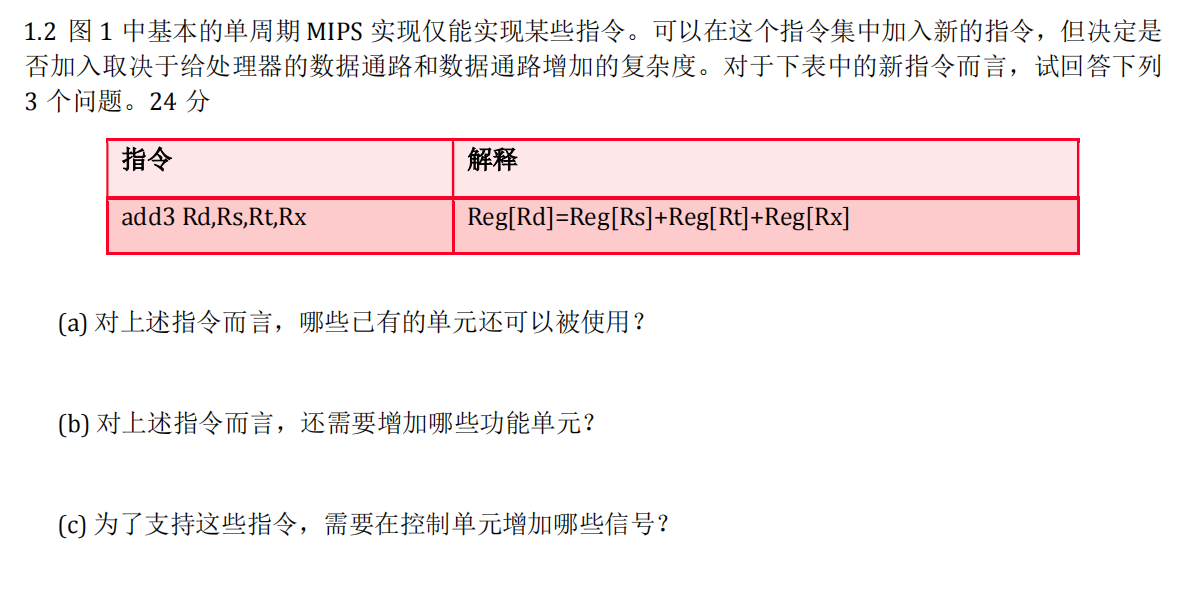 1.2 图 1 中基本的单周期 MIPS 实现仅能实现某些指令。可以在这个指令集中加入新的指令，但决定是
否加入取决于给处理器的数据通路和数据通路增加的复杂度。对于下表中的新指令而言，试回答下列
3 个问题。24 分
指令 解释
add3 Rd,Rs,Rt,Rx Reg[Rd]=Reg[Rs]+Reg[Rt]+Reg[Rx]
(a) 对上述指令而言，哪些已有的单元还可以被使用？
(b) 对上述指令而言，还需要增加哪些功能单元？
(c) 为了支持这些指令，需要在控制单元增加哪些信号？